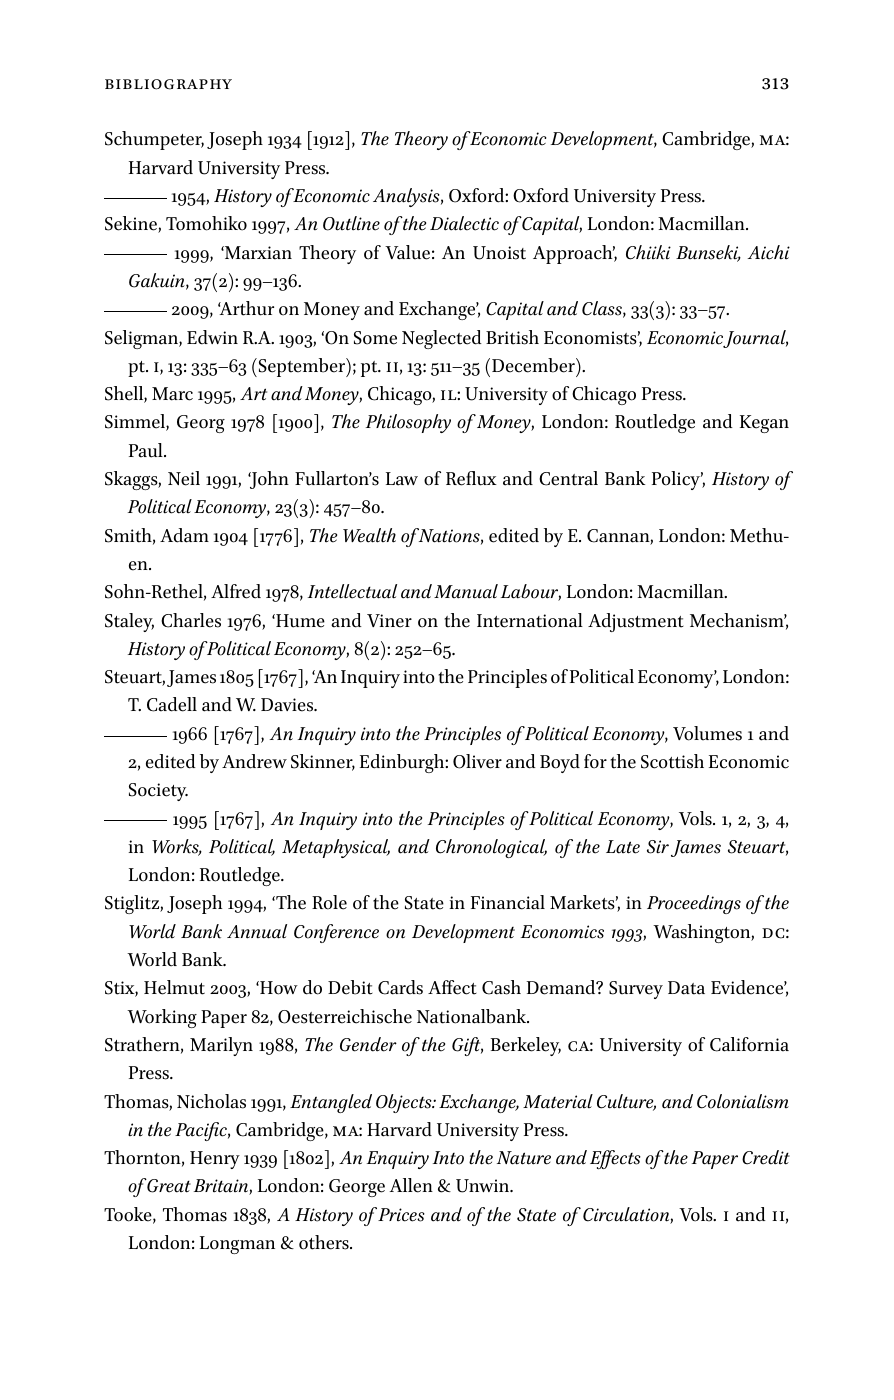 BIBLIOGRAPHY 313
Schumpeter, Joseph 1934 [1912], The Theory of Economic Development, Cambridge, MA:
Harvard University Press.
——— 1954, History of Economic Analysis, Oxford: Oxford University Press.
Sekine, Tomohiko 1997, An Outline of the Dialectic of Capital, London: Macmillan.
——— 1999, ‘Marxian Theory of Value: An Unoist Approach’, Chiiki Bunseki, Aichi
Gakuin, 37(2): 99–136.
——— 2009, ‘Arthur on Money and Exchange’, Capital and Class, 33(3): 33–57.
Seligman, Edwin R.A. 1903, ‘On Some Neglected British Economists’, Economic Journal,
pt. I, 13: 335–63 (September); pt. II, 13: 511–35 (December).
Shell, Marc 1995, Art and Money, Chicago, IL: University of Chicago Press.
Simmel, Georg 1978 [1900], The Philosophy of Money, London: Routledge and Kegan
Paul.
Skaggs, Neil 1991, ‘John Fullarton’s Law of Reflux and Central Bank Policy’, History of
Political Economy, 23(3): 457–80.
Smith, Adam 1904 [1776], The Wealth of Nations, edited by E. Cannan, London: Methu-
en.
Sohn-Rethel, Alfred 1978, Intellectual and Manual Labour, London: Macmillan.
Staley, Charles 1976, ‘Hume and Viner on the International Adjustment Mechanism’,
History of Political Economy, 8(2): 252–65.
Steuart, James 1805 [1767], ‘An Inquiry into the Principles of Political Economy’, London:
T. Cadell and W. Davies.
——— 1966 [1767], An Inquiry into the Principles of Political Economy, Volumes 1 and
2, edited by Andrew Skinner, Edinburgh: Oliver and Boyd for the Scottish Economic
Society.
——— 1995 [1767], An Inquiry into the Principles of Political Economy, Vols. 1, 2, 3, 4,
in Works, Political, Metaphysical, and Chronological, of the Late Sir James Steuart,
London: Routledge.
Stiglitz, Joseph 1994, ‘The Role of the State in Financial Markets’, in Proceedings of the
World Bank Annual Conference on Development Economics 1993, Washington, DC:
World Bank.
Stix, Helmut 2003, ‘How do Debit Cards Affect Cash Demand? Survey Data Evidence’,
Working Paper 82, Oesterreichische Nationalbank.
Strathern, Marilyn 1988, The Gender of the Gift, Berkeley, CA: University of California
Press.
Thomas, Nicholas 1991, Entangled Objects: Exchange, Material Culture, and Colonialism
in the Pacific, Cambridge, MA: Harvard University Press.
Thornton, Henry 1939 [1802], An Enquiry Into the Nature and Effects of the Paper Credit
of Great Britain, London: George Allen & Unwin.
Tooke, Thomas 1838, A History of Prices and of the State of Circulation, Vols. I and II,
London: Longman & others.